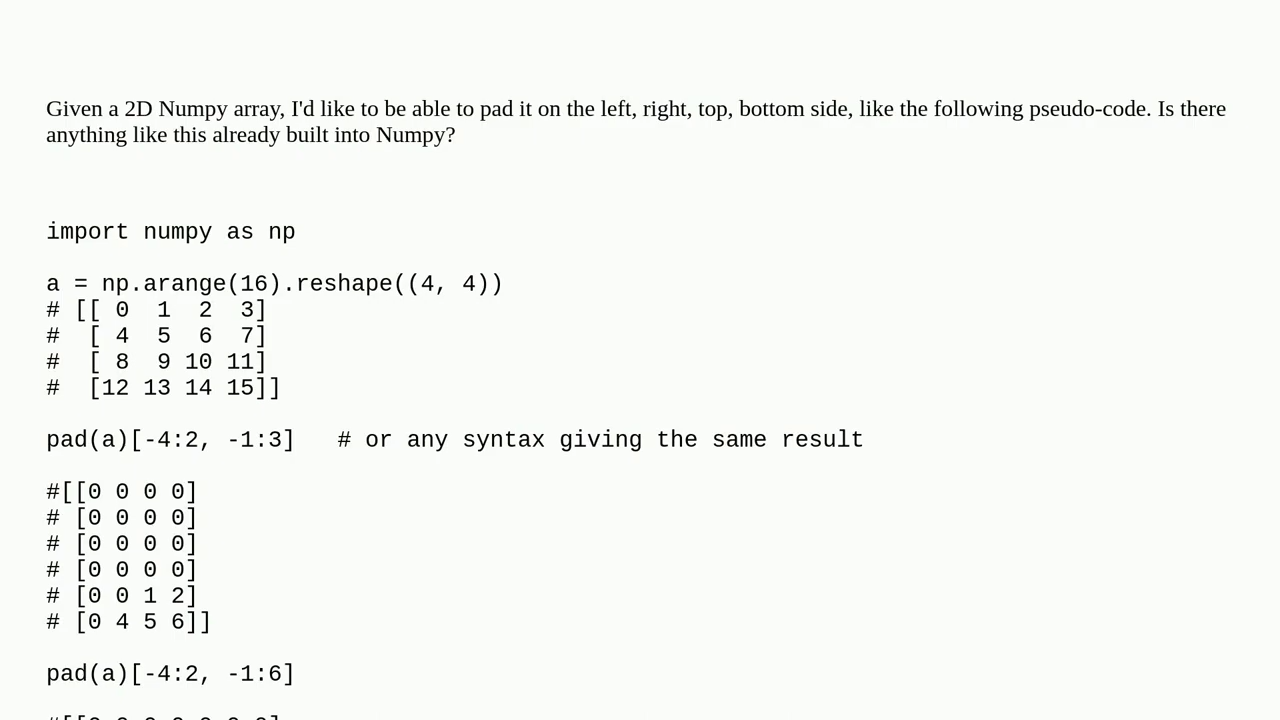 Given a 2D Numpy array, I'd like to be able to pad it on the left, right, top, bottom side, like the following pseudo-code. Is there
anything like this already built into Numpy?
import numpy as np
a = np.arange(16).reshape((4, 4))
# [[ 0  1  2  3]
#  [ 4  5  6  7]
#  [ 8  9 10 11]
#  [12 13 14 15]]
pad(a)[-4:2, -1:3]   # or any syntax giving the same result
#[[0 0 0 0]
# [0 0 0 0]
# [0 0 0 0]
# [0 0 0 0]
# [0 0 1 2]
# [0 4 5 6]]
pad(a)[-4:2, -1:6]